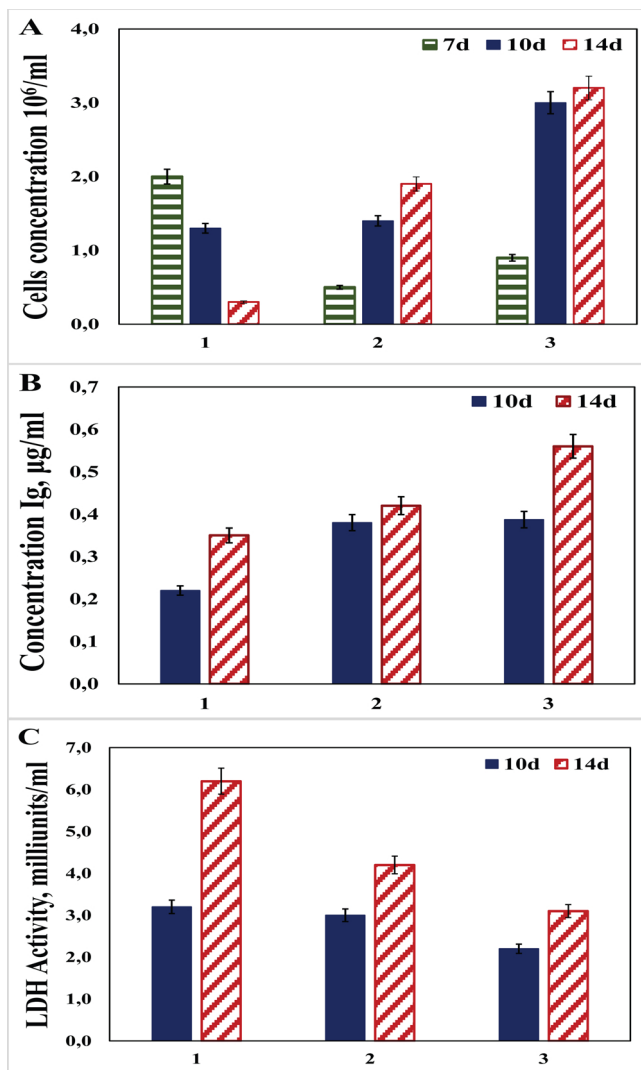 A
4,0
7d 10d 14d
3,0
2,0
1,0
0,0
Cells concentration 10⁶/ml
1 2 3
B
0,7
10d 14d
0,6
0,5
0,4
0,3
0,2
0,1
0,0
Concentration Ig, µg/ml
1 2 3
C
7,0
10d 14d
6,0
5,0
4,0
3,0
2,0
1,0
0,0
LDH Activity, milliunits/ml
1 2 3